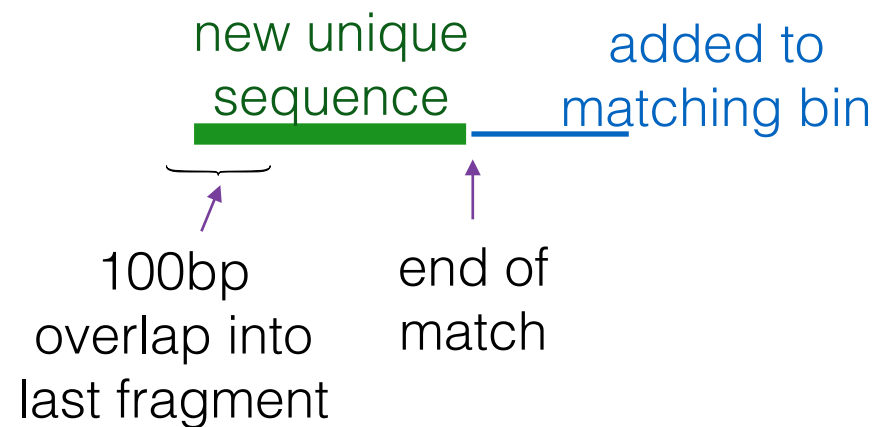 new unique
sequence
added to
matching bin
100bp
overlap into
last fragment
end of
match